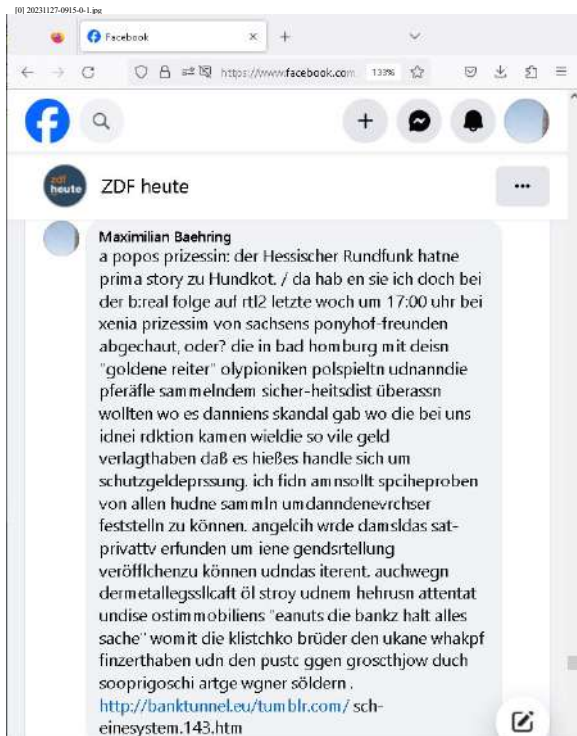 [0] 20231127-0915-0-1.jpg
Facebook
https://www.facebook.com
133%
zdf
heute
ZDF heute
Maximilian Baehring
a popos prizessin: der Hessischer Rundfunk hatne
prima story zu Hundkot. / da hab en sie ich doch bei
der b:real folge auf rtl2 letzte woch um 17:00 uhr bei
xenia prizessim von sachsens ponyhof-freunden
abgechaut, oder? die in bad homburg mit deisn
"goldene reiter" olypioniken polspieltn udnanndie
pferäfle sammelndem sicher-heitsdist überassn
wollten wo es danniens skandal gab wo die bei uns
idnei rdktion kamen wieldie so vile geld
verlagthaben daß es hießes handle sich um
schutzgeldeprssung. ich fidn amnsollt spciheproben
von allen hudne sammln umdanndenevrchser
feststelln zu können. angelcih wrde damsldas sat-
privattv erfunden um iene gendsrtellung
veröfflchenzu können udndas iterent. auchwegn
dermetallegssllcaft öl stroy udnem hehrusn attentat
undise ostimmobiliens "eanuts die bankz halt alles
sache" womit die klistchko brüder den ukane whakpf
finzerthaben udn den pustc ggen groscthjow duch
sooprigoschi artge wgner söldern .
http://banktunnel.eu/tumblr.com/ sch-
einesystem.143.htm